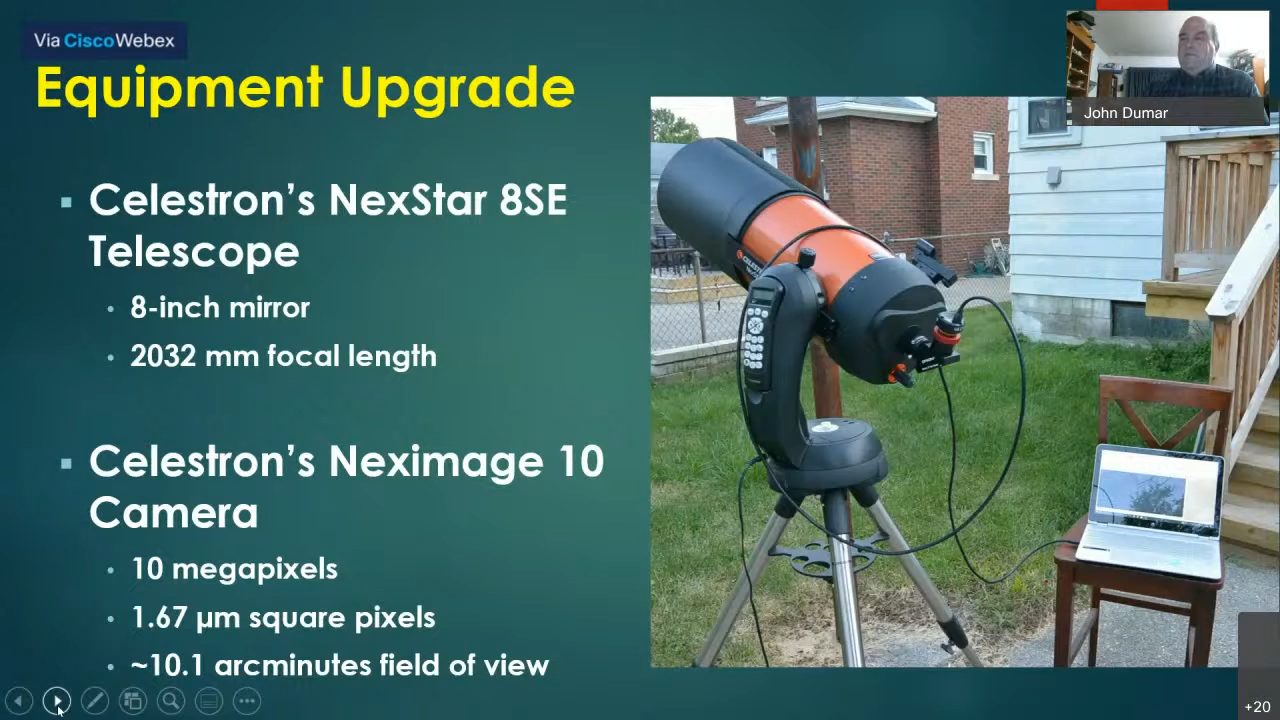 Via CiscoWebex
Equipment Upgrade
John Dumar
Celestron’s NexStar 8SE
Telescope
8-inch mirror
2032 mm focal length
Celestron’s Neximage 10
Camera
10 megapixels
1.67 µm square pixels
~10.1 arcminutes field of view
+20